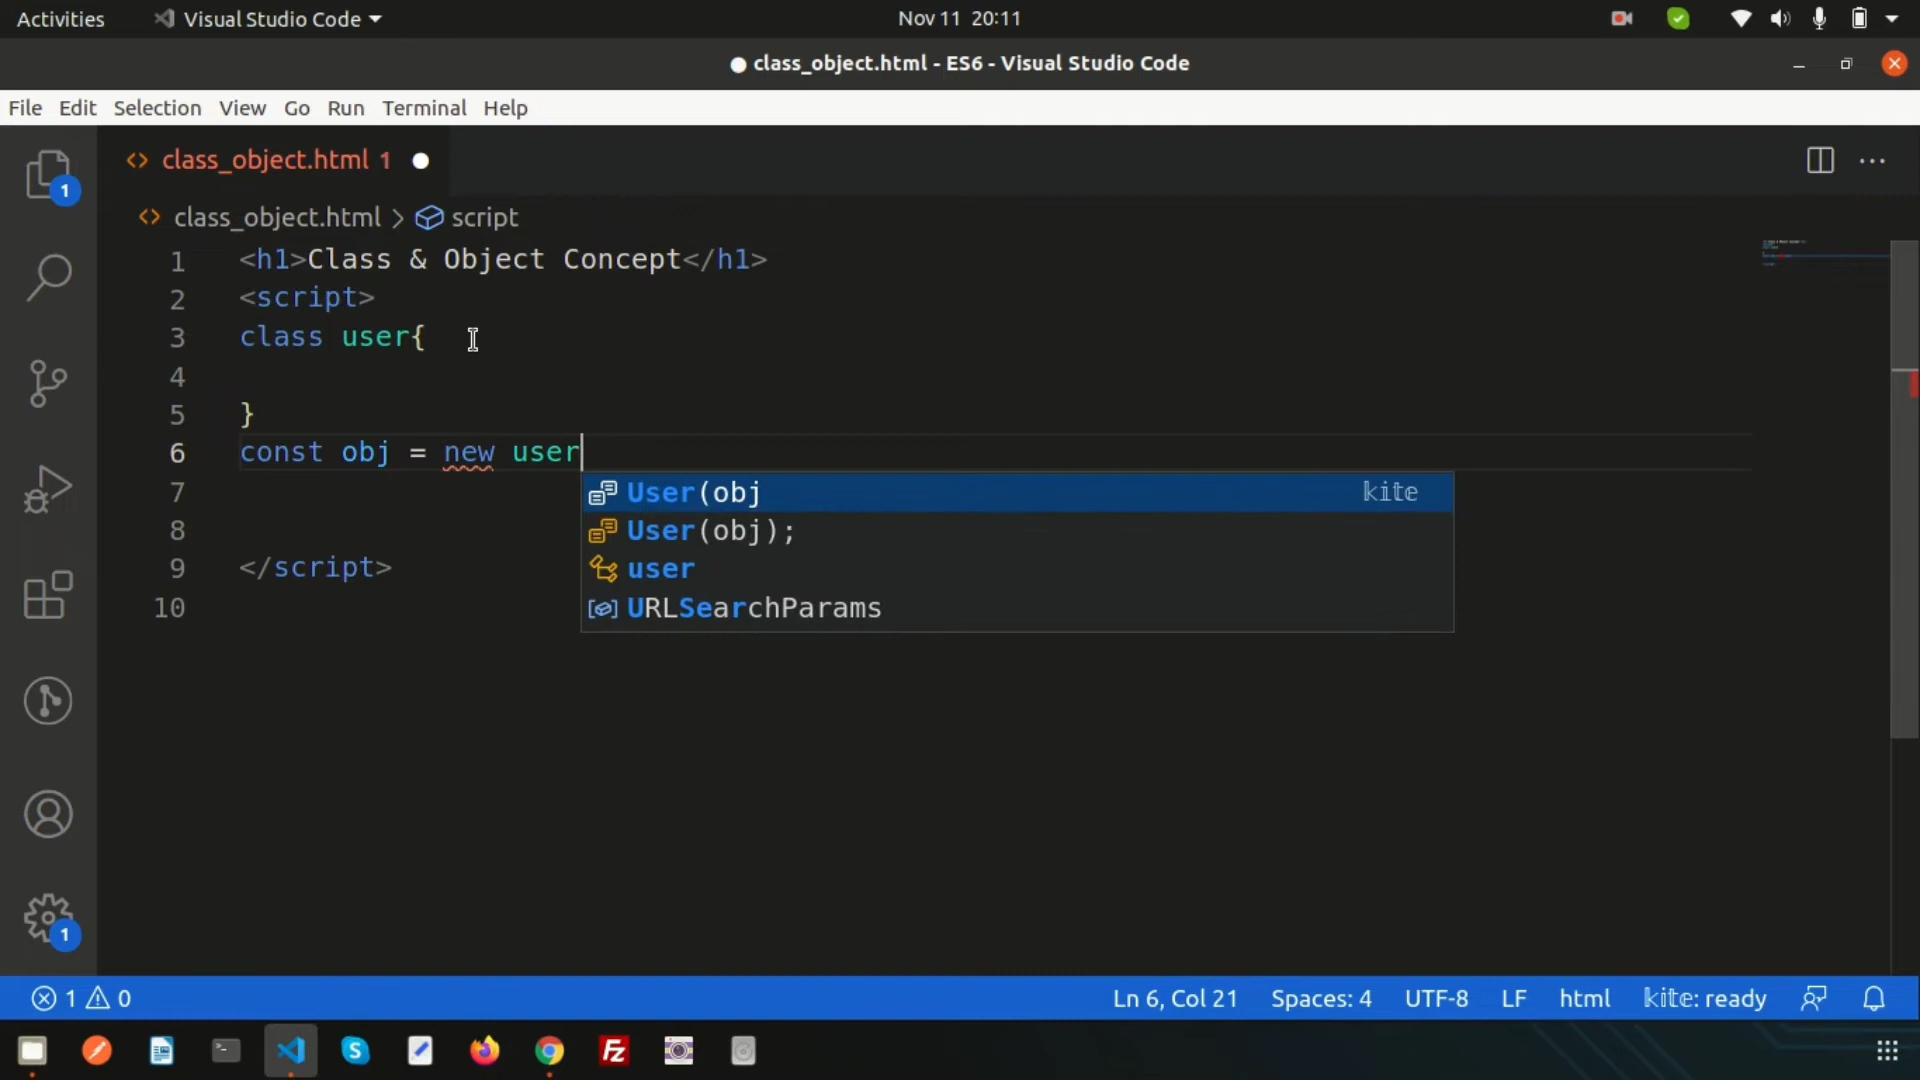 Activities Visual Studio Code Nov 11 20:11
class_object.html - ES6 - Visual Studio Code
File Edit Selection View Go Run Terminal Help
1 class_object.html 1
class_object.html > script
1 <h1>Class & Object Concept</h1>
2 <script>
3 class user{
4
5 }
6 const obj = new user
7 User(obj kite
8 User(obj);
9 </script> user
10 URLSearchParams
1
1 0 Ln 6, Col 21 Spaces: 4 UTF-8 LF html kite: ready
Fz